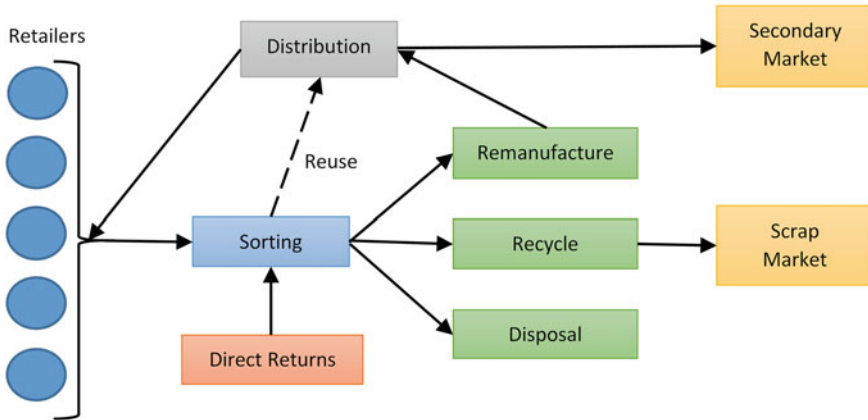 Retailers
Distribution
Secondary
Market
Reuse
Remanufacture
Sorting
Recycle
Scrap
Market
Direct Returns
Disposal